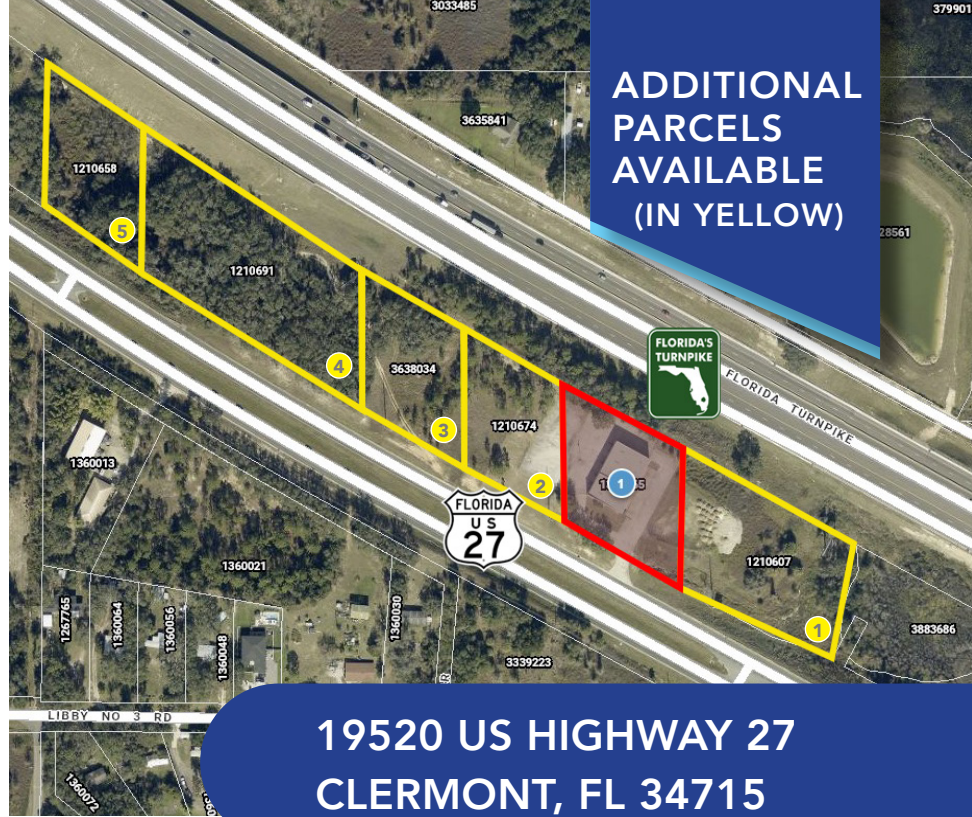 3033485
379901
ADDITIONAL
PARCELS
AVAILABLE
(IN YELLOW)
3635841
1210658
28561
5
1210691
FLORIDA'S
TURNPIKE
FLORIDA TURNPIKE
4
3638034
3
1210674
1360013
2
1
FLORIDA
US
27
1210607
1360021
1267765
1360064
1360056
1360048
1360030
1
3883686
3339223
LIBBY NO 3 RD
1360072
19520 US HIGHWAY 27
CLERMONT, FL 34715